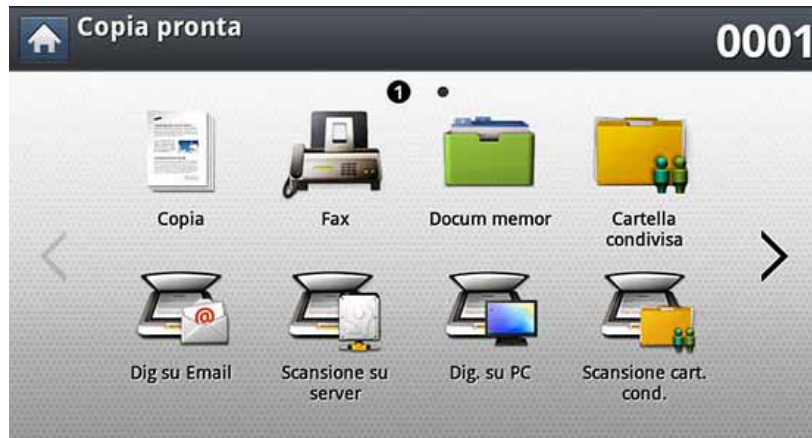 Copia pronta
0001
1
Copia
Fax
Docum memor
Cartella
condivisa
Dig su Email
Scansione su
server
Dig. su PC
Scansione cart.
cond.